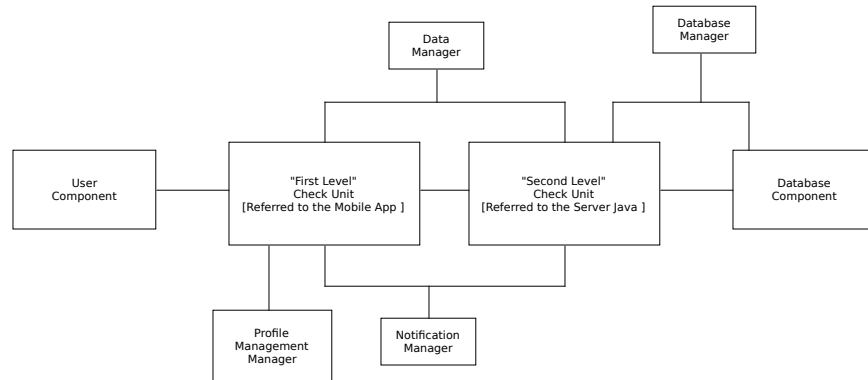 Data
Manager
Database
Manager
User
Component
"First Level"
Check Unit
[Referred to the Mobile App ]
"Second Level"
Check Unit
[Referred to the Server Java ]
Database
Component
Profile
Management
Manager
Notification
Manager